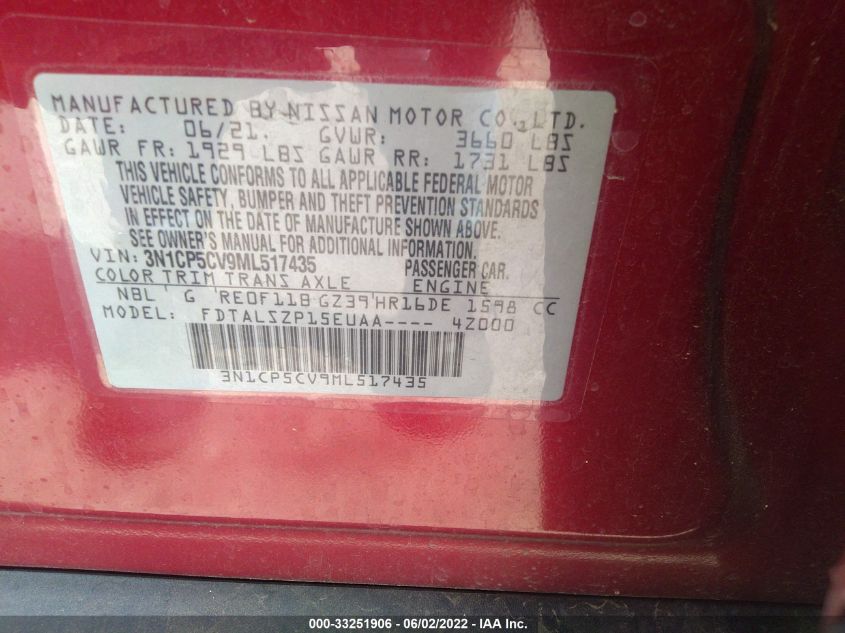 MANUFACTURED BY NISSAN MOTOR CO.,LTD.
DATE: 06/21. GVWR: 3660 LBS
GAWR FR: 1929 LBS GAWR RR: 1731 LBS
THIS VEHICLE CONFORMS TO ALL APPLICABLE FEDERAL MOTOR
VEHICLE SAFETY, BUMPER AND THEFT PREVENTION STANDARDS
IN EFFECT ON THE DATE OF MANUFACTURE SHOWN ABOVE.
SEE OWNER'S MANUAL FOR ADDITIONAL INFORMATION.
VIN: 3N1CP5CV9ML517435 PASSENGER CAR.
COLOR TRIM TRANS AXLE ENGINE
NBL G RE0F11B GZ39 HR16DE 1598 CC
MODEL: FDTALSZP15EUAA---- 4Z000
3N1CP5CV9ML517435
000-33251906 - 06/02/2022 - IAA Inc.